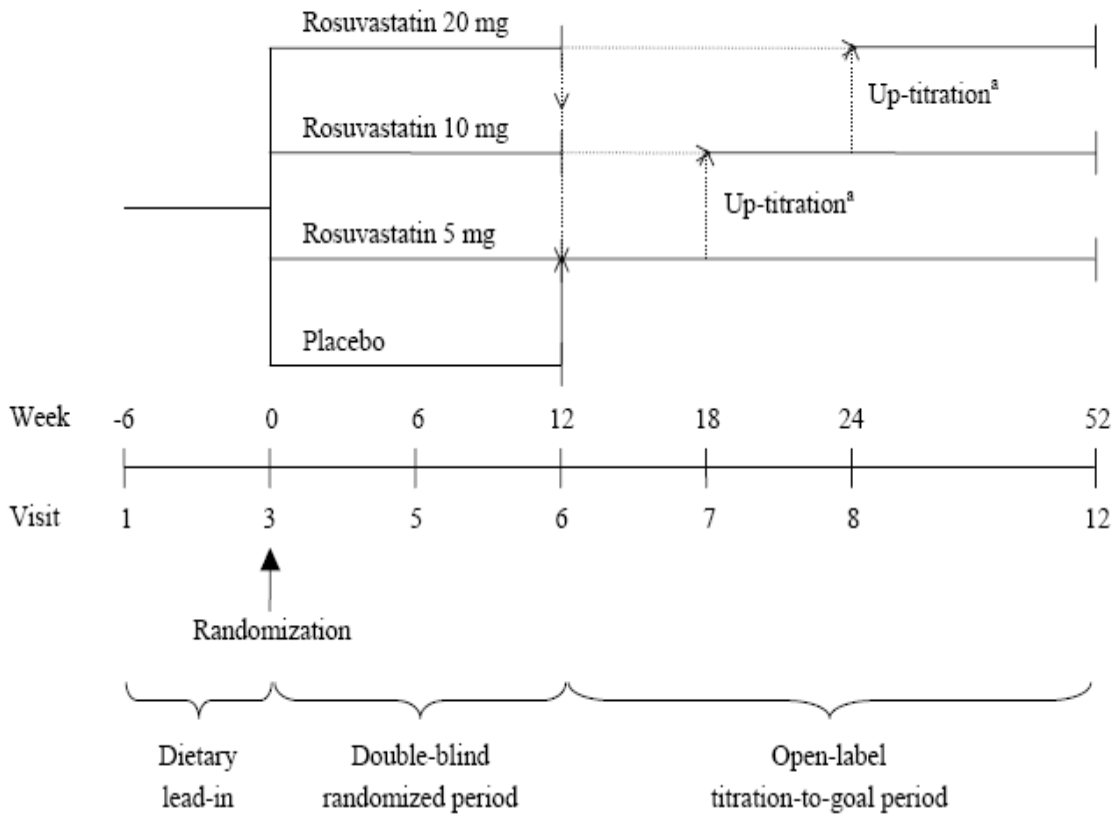 Rosuvastatin 20 mg
Up-titrationª
Rosuvastatin 10 mg
Up-titrationª
Rosuvastatin 5 mg
Placebo
Week -6 0 6 12 18 24 52
Visit 1 3 5 6 7 8 12
Randomization
Dietary Double-blind Open-label
lead-in randomized period titration-to-goal period